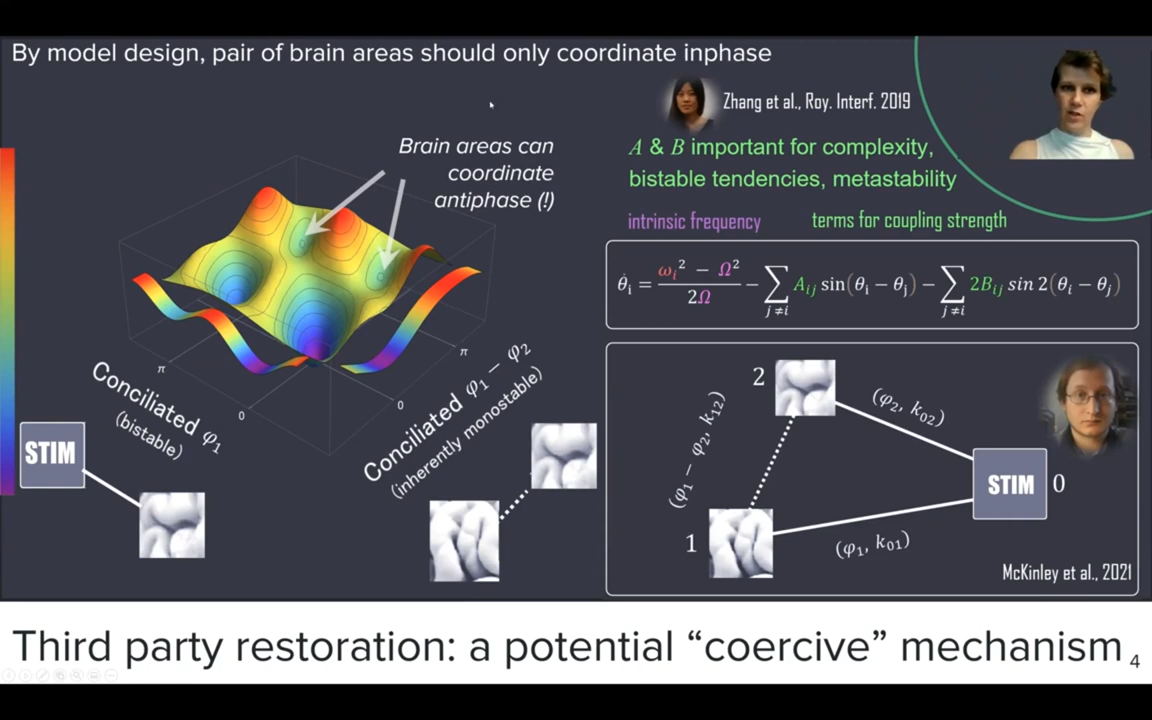 By model design, pair of brain areas should only coordinate inphase
Zhang et al., Roy. Interf. 2019
Brain areas can
coordinate
antiphase (!)
A & B important for complexity,
bistable tendencies, metastability
intrinsic frequency
terms for coupling strength
θ̇ᵢ = (ωᵢ² − Ω²)/(2Ω) − ∑_{j≠i} Aᵢⱼ sin(θᵢ − θⱼ) − ∑_{j≠i} 2Bᵢⱼ sin 2(θᵢ − θⱼ)
π
0
π
0
Conciliated φ₁
(bistable)
Conciliated φ₁ − φ₂
(inherently monostable)
STIM
2
(φ₂, k₀₂)
(φ₁ − φ₂, k₁₂)
STIM
0
1
(φ₁, k₀₁)
McKinley et al., 2021
Third party restoration: a potential “coercive” mechanism
4